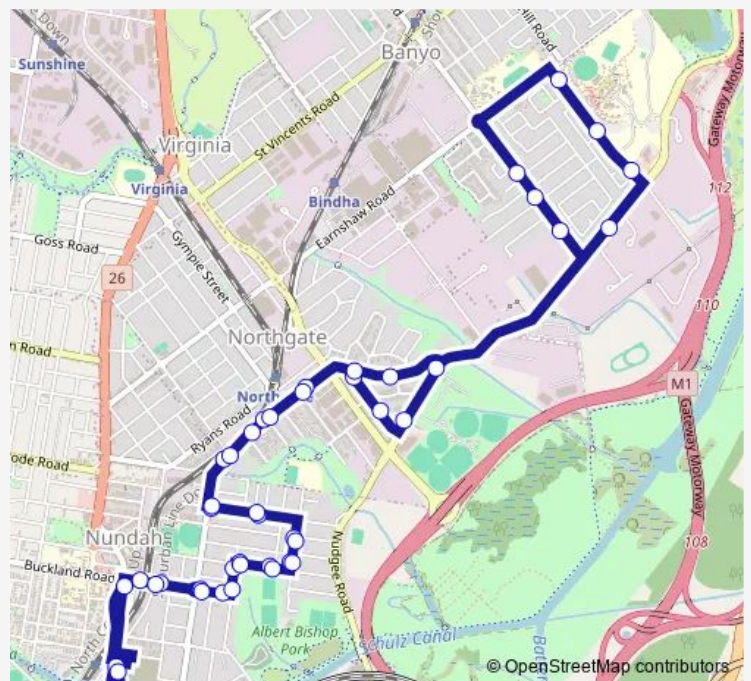 Sunshine
Banyo
Hill Road
Gateway Motorway
St Vincents Road
Virginia
Virginia
Bindha
112
Earnshaw Road
Goss Road
Gympie Street
26
110
Northgate
M1
Ryans Road
Gateway Motorway
108
Nundah
Buckland Road
Nudgee Road
Albert Bishop
Park
Schulz Canal
© OpenStreetMap contributors